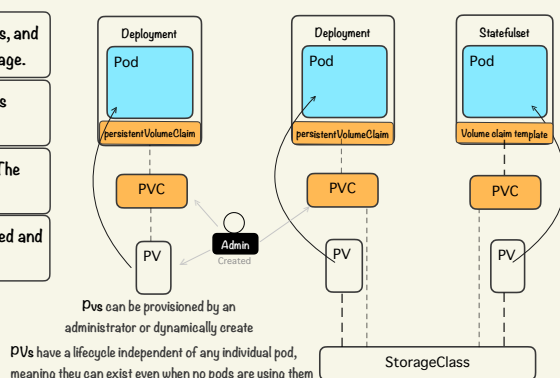 s, and
age.
s
The
ed and
Deployment
Pod
persistentVolumeClaim
PVC
PV
Admin
Created
Deployment
Pod
persistentVolumeClaim
PVC
PV
Statefulset
Pod
Volume claim template
PVC
PV
Pvs can be provisioned by an
administrator or dynamically create
PVs have a lifecycle independent of any individual pod,
meaning they can exist even when no pods are using them
StorageClass